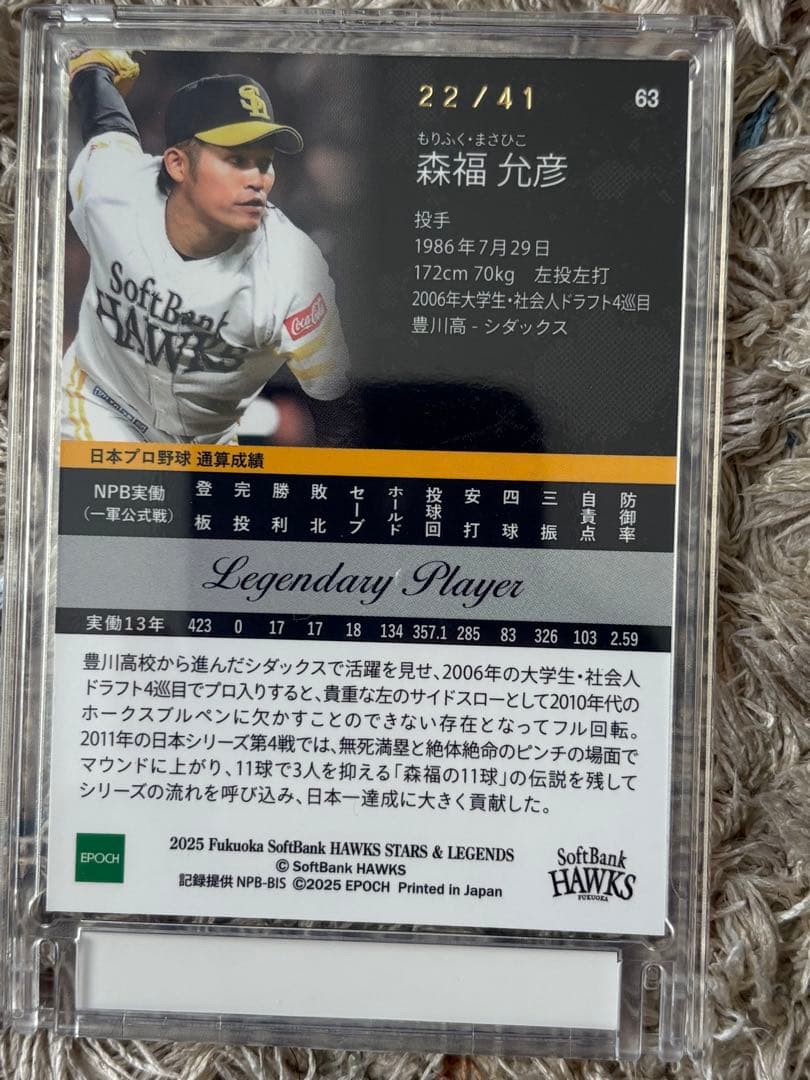 22/41
63
もりふく・まさひこ
森福 允彦
投手
1986年7月29日
172cm 70kg 左投左打
2006年大学生・社会人ドラフト4巡目
豊川高 - シダックス
SoftBank
HAWKS
Coca-Cola
日本プロ野球 通算成績
NPB実働
(一軍公式戦)
登板 完投 勝利 敗北 セーブ ホールド 投球回 安打 四球 三振 自責点 防御率
Legendary Player
実働13年 423 0 17 17 18 134 357.1 285 83 326 103 2.59
豊川高校から進んだシダックスで活躍を見せ、2006年の大学生・社会人
ドラフト4巡目でプロ入りすると、貴重な左のサイドスローとして2010年代の
ホークスブルペンに欠かすことのできない存在となってフル回転。
2011年の日本シリーズ第4戦では、無死満塁と絶体絶命のピンチの場面で
マウンドに上がり、11球で3人を抑える「森福の11球」の伝説を残して
シリーズの流れを呼び込み、日本一達成に大きく貢献した。
EPOCH
2025 Fukuoka SoftBank HAWKS STARS & LEGENDS
© SoftBank HAWKS
記録提供 NPB-BIS ©2025 EPOCH Printed in Japan
SoftBank
HAWKS
FUKUOKA